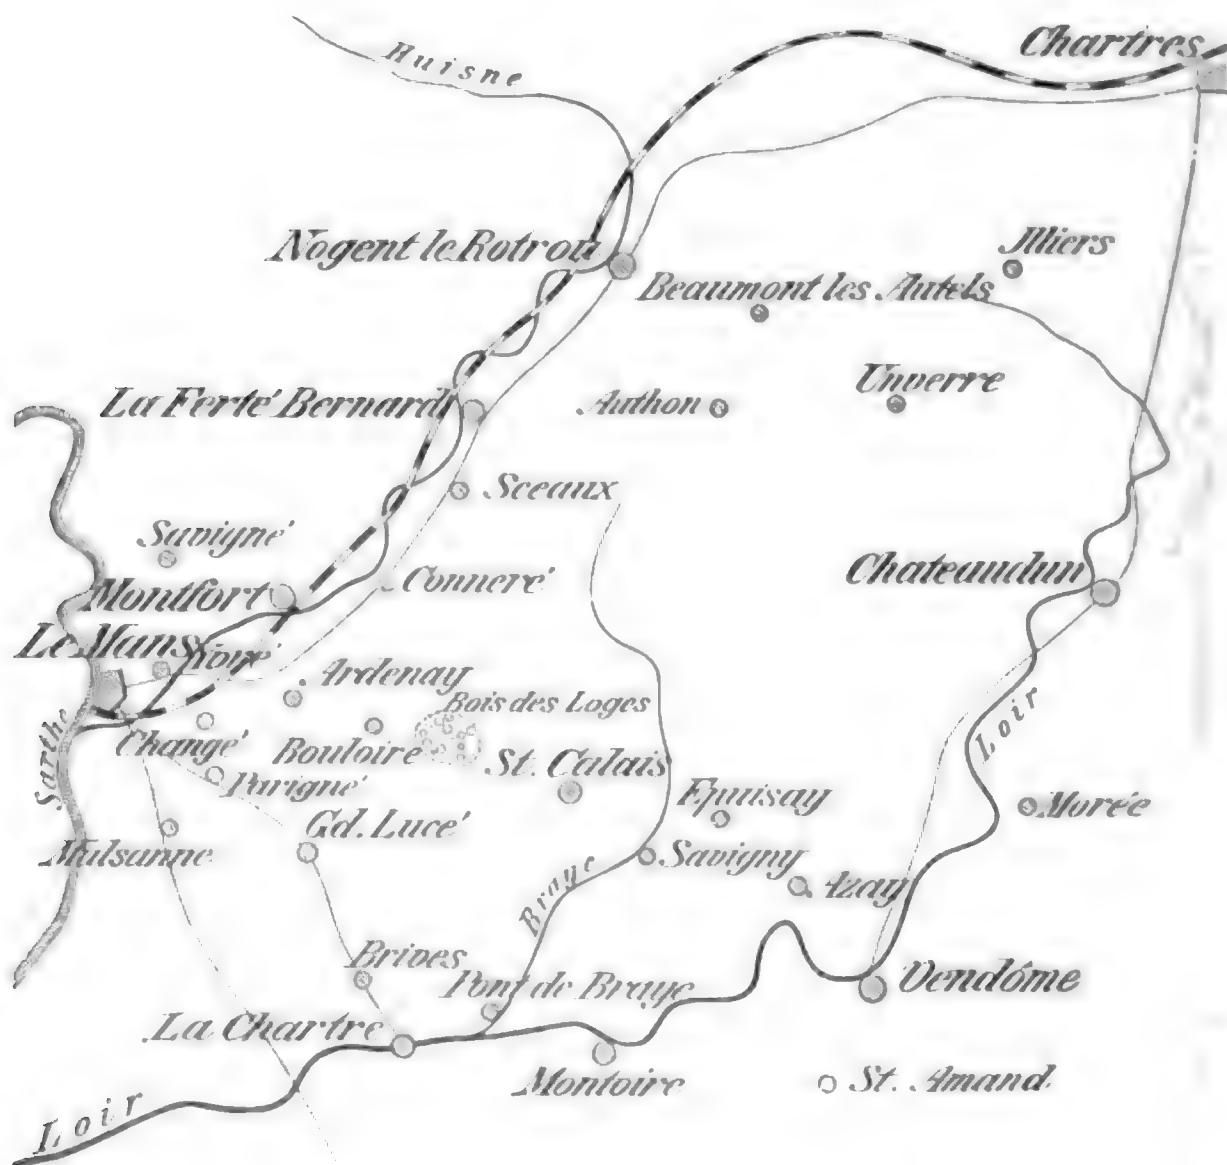 Chartres
Huisne
Nogent le Rotrou
Illiers
Beaumont les Autels
Unverre
La Ferté Bernard
Authon
Sceaux
Savigné
Conneré
Chateaudun
Montfort
Le Mans
Yvré
Ardenay
Bois des Loges
Loir
Changé
Bouloire
St. Calais
Sarthe
Parigné
Epuisay
Morée
Gd. Lucé
Mulsanne
Savigny
Azay
Braye
Brives
Pont de Braye
Vendôme
La Chartre
Montoire
St. Amand
Loir